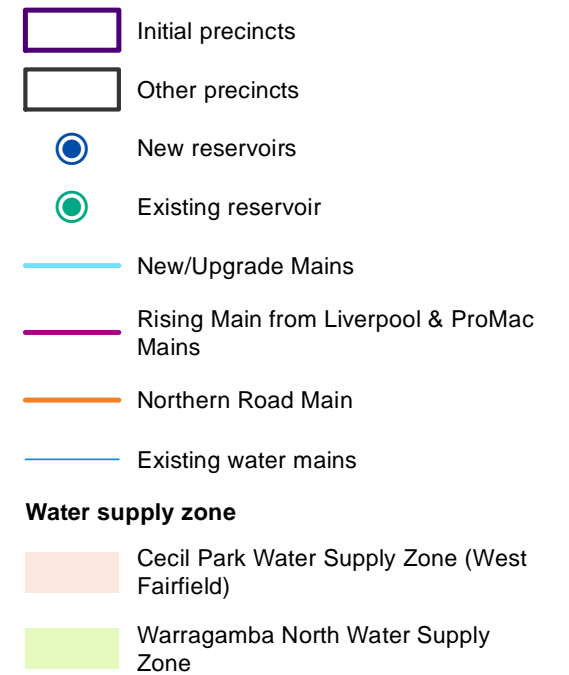 Initial precincts
Other precincts
New reservoirs
Existing reservoir
New/Upgrade Mains
Rising Main from Liverpool & ProMac
Mains
Northern Road Main
Existing water mains
Water supply zone
Cecil Park Water Supply Zone (West
Fairfield)
Warragamba North Water Supply
Zone